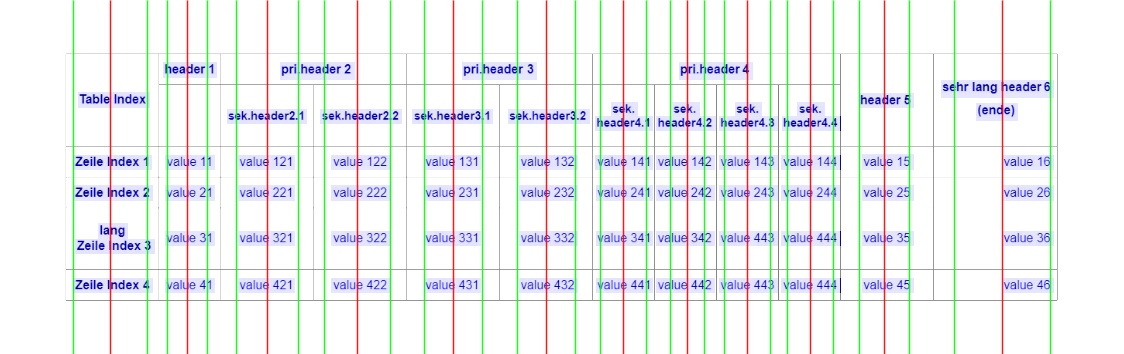 header 1 pri.header 2 pri.header 3 pri.header 4
Table Index sek.header2.1 sek.header2.2 sek.header3.1 sek.header3.2 sek. header4.1 sek. header4.2 sek. header4.3 sek. header4.4 header 5 sehr lang header 6
(ende)
Zeile Index 1 value 11 value 121 value 122 value 131 value 132 value 141 value 142 value 143 value 144 value 15 value 16
Zeile Index 2 value 21 value 221 value 222 value 231 value 232 value 241 value 242 value 243 value 244 value 25 value 26
lang
Zeile Index 3 value 31 value 321 value 322 value 331 value 332 value 341 value 342 value 443 value 444 value 35 value 36
Zeile Index 4 value 41 value 421 value 422 value 431 value 432 value 441 value 442 value 443 value 444 value 45 value 46